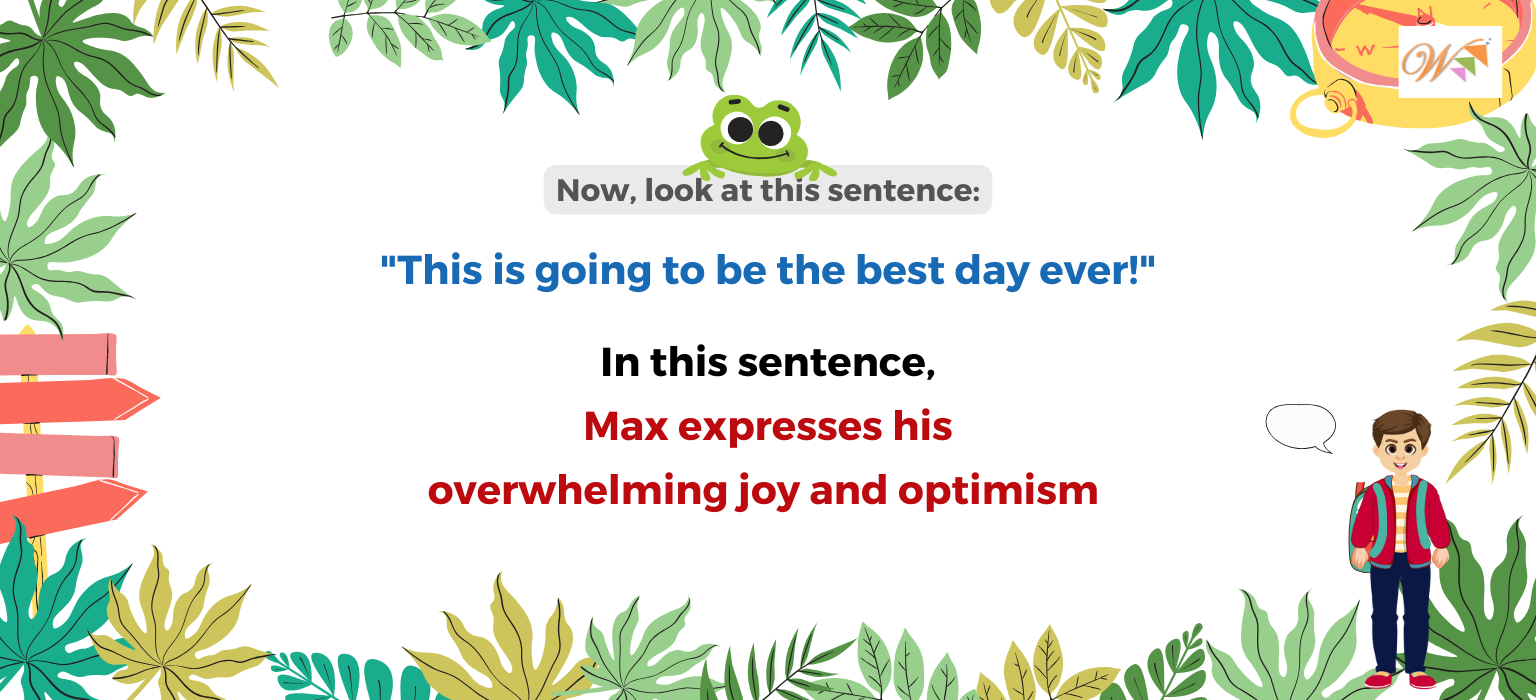 W
W
Now, look at this sentence:
"This is going to be the best day ever!"
In this sentence,
Max expresses his
overwhelming joy and optimism